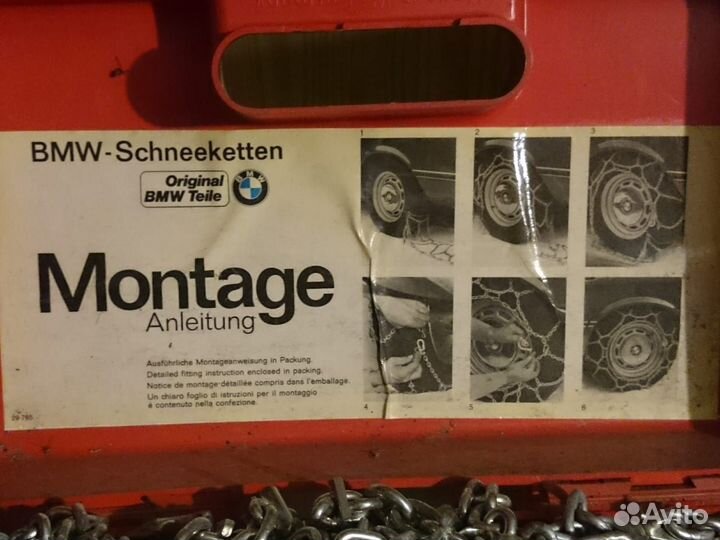 BMW-Schneeketten
Original
BMW Teile
BMW
Montage
Anleitung
Ausführliche Montageanweisung in Packung.
Detailed fitting instruction enclosed in packing.
Notice de montage-détaillée compris dans l'emballage.
Un chiaro foglio di istruzioni per il montaggio
è contenuto nella confezione.
1 2 3
4 5 6
Avito